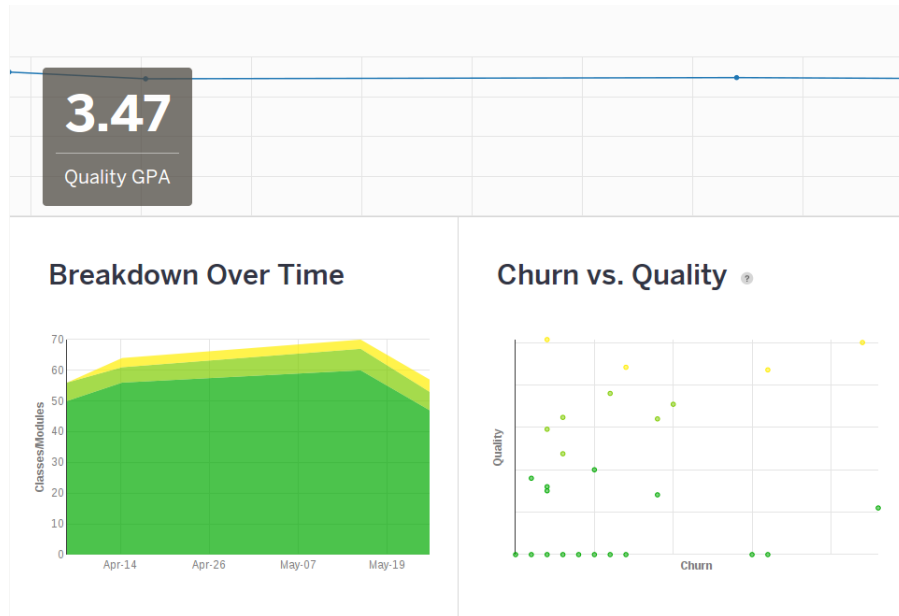 3.47
Quality GPA
Breakdown Over Time
Churn vs. Quality ?
70
60
50
40
30
20
10
0
Classes/Modules
Apr-14 Apr-26 May-07 May-19
Quality
Churn